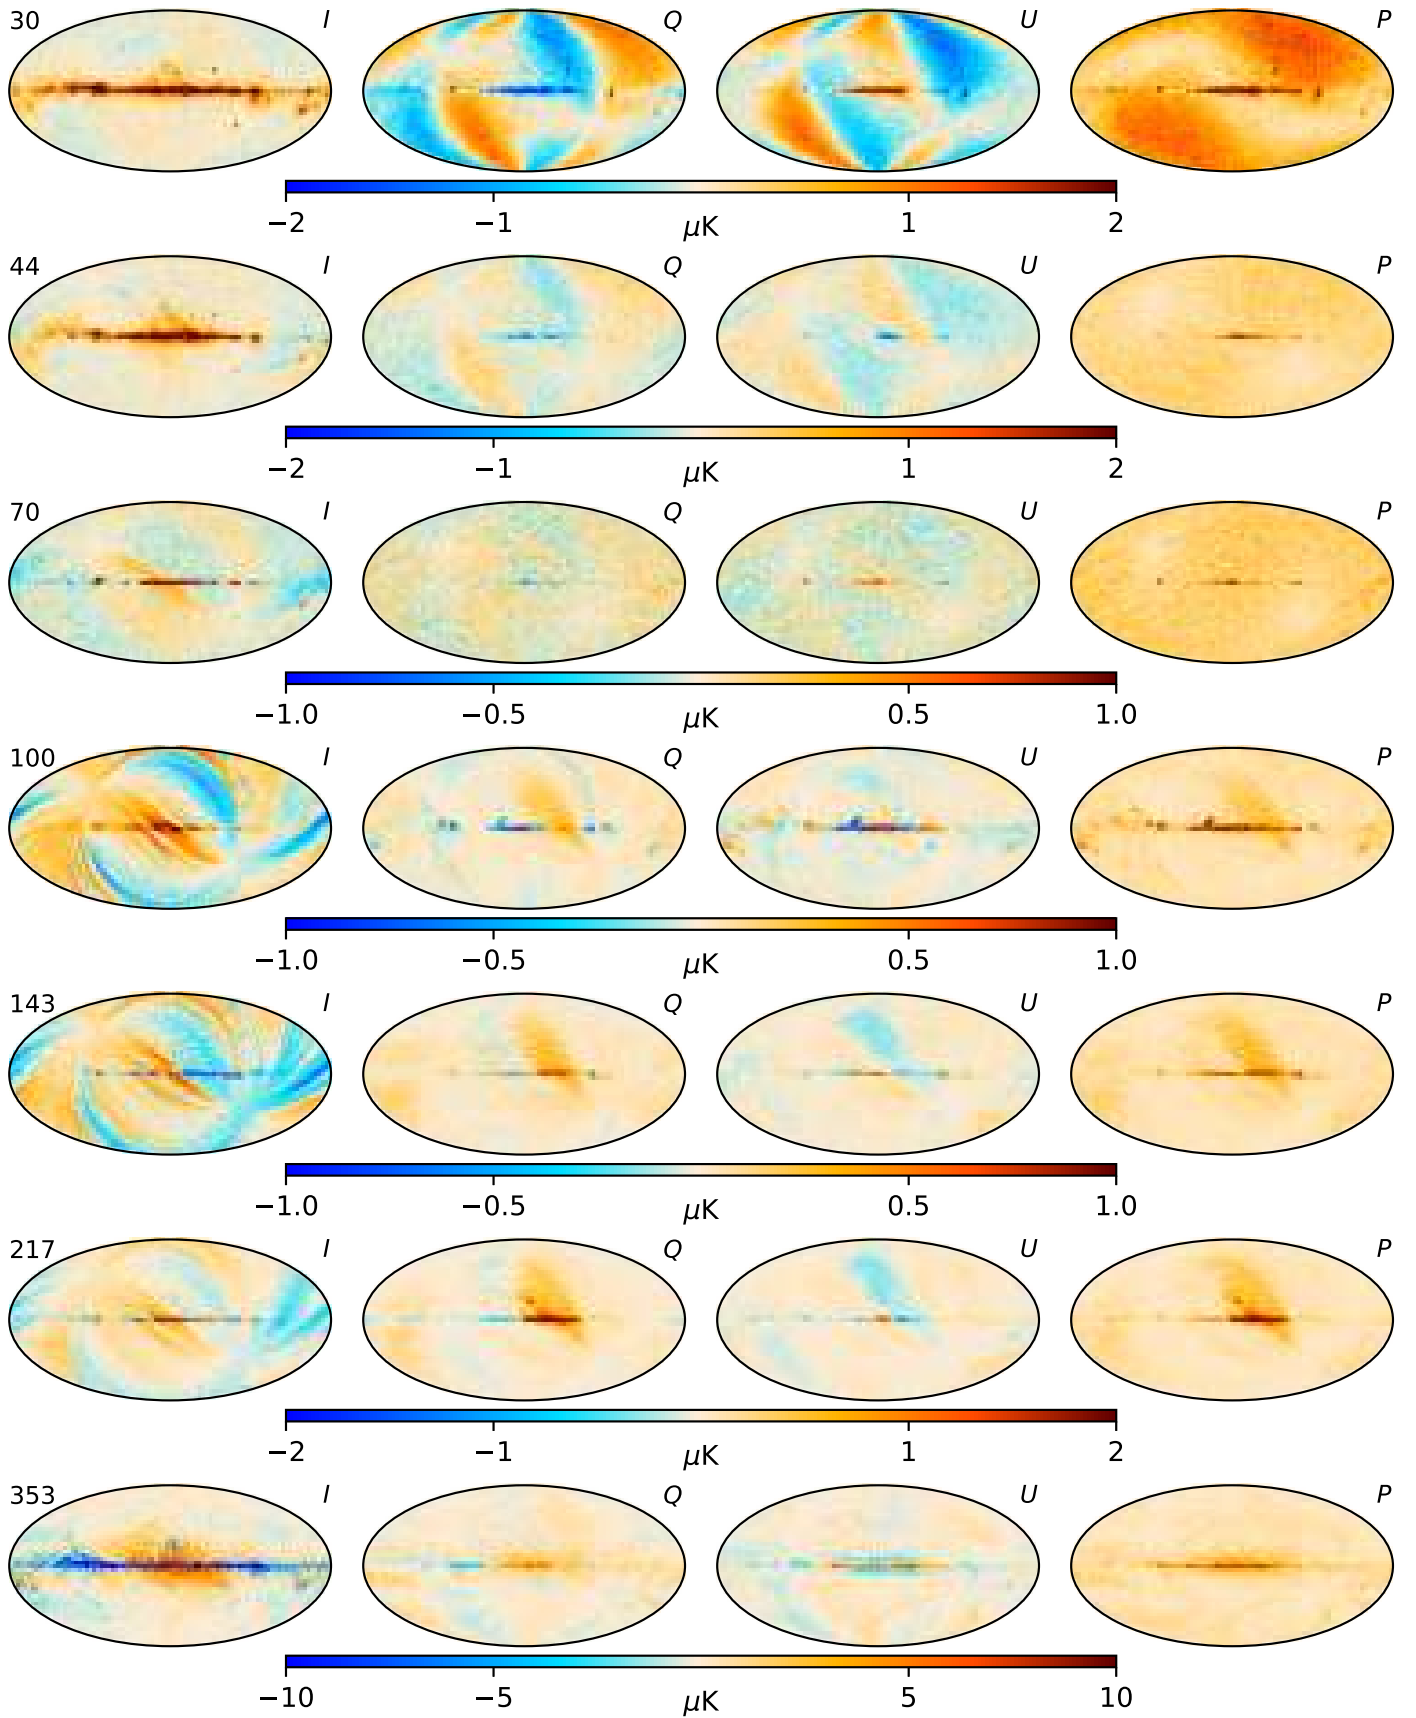 30 I Q U P
−2 −1 μK 1 2
44 I Q U P
−2 −1 μK 1 2
70 I Q U P
−1.0 −0.5 μK 0.5 1.0
100 I Q U P
−1.0 −0.5 μK 0.5 1.0
143 I Q U P
−1.0 −0.5 μK 0.5 1.0
217 I Q U P
−2 −1 μK 1 2
353 I Q U P
−10 −5 μK 5 10